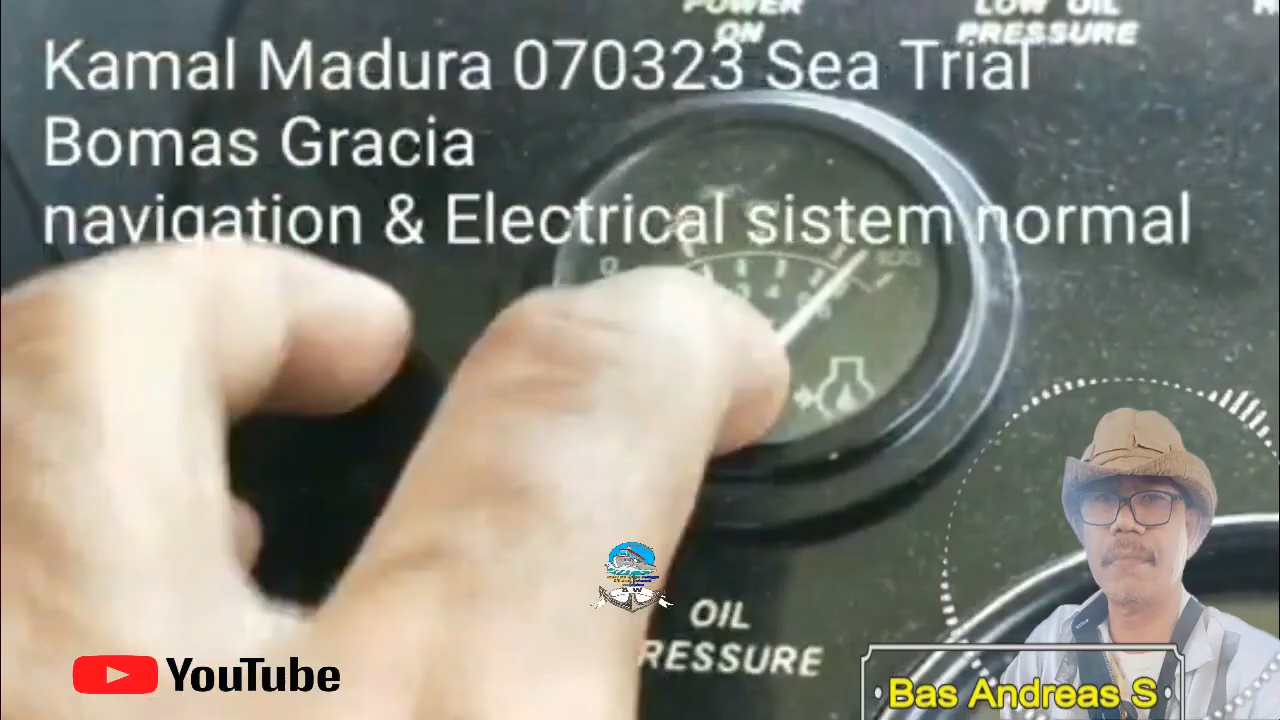 POWER
ON
LOW OIL
PRESSURE
Kamal Madura 070323 Sea Trial
Bomas Gracia
navigation & Electrical sistem normal
OIL
RESSURE
YouTube
Bas Andreas S